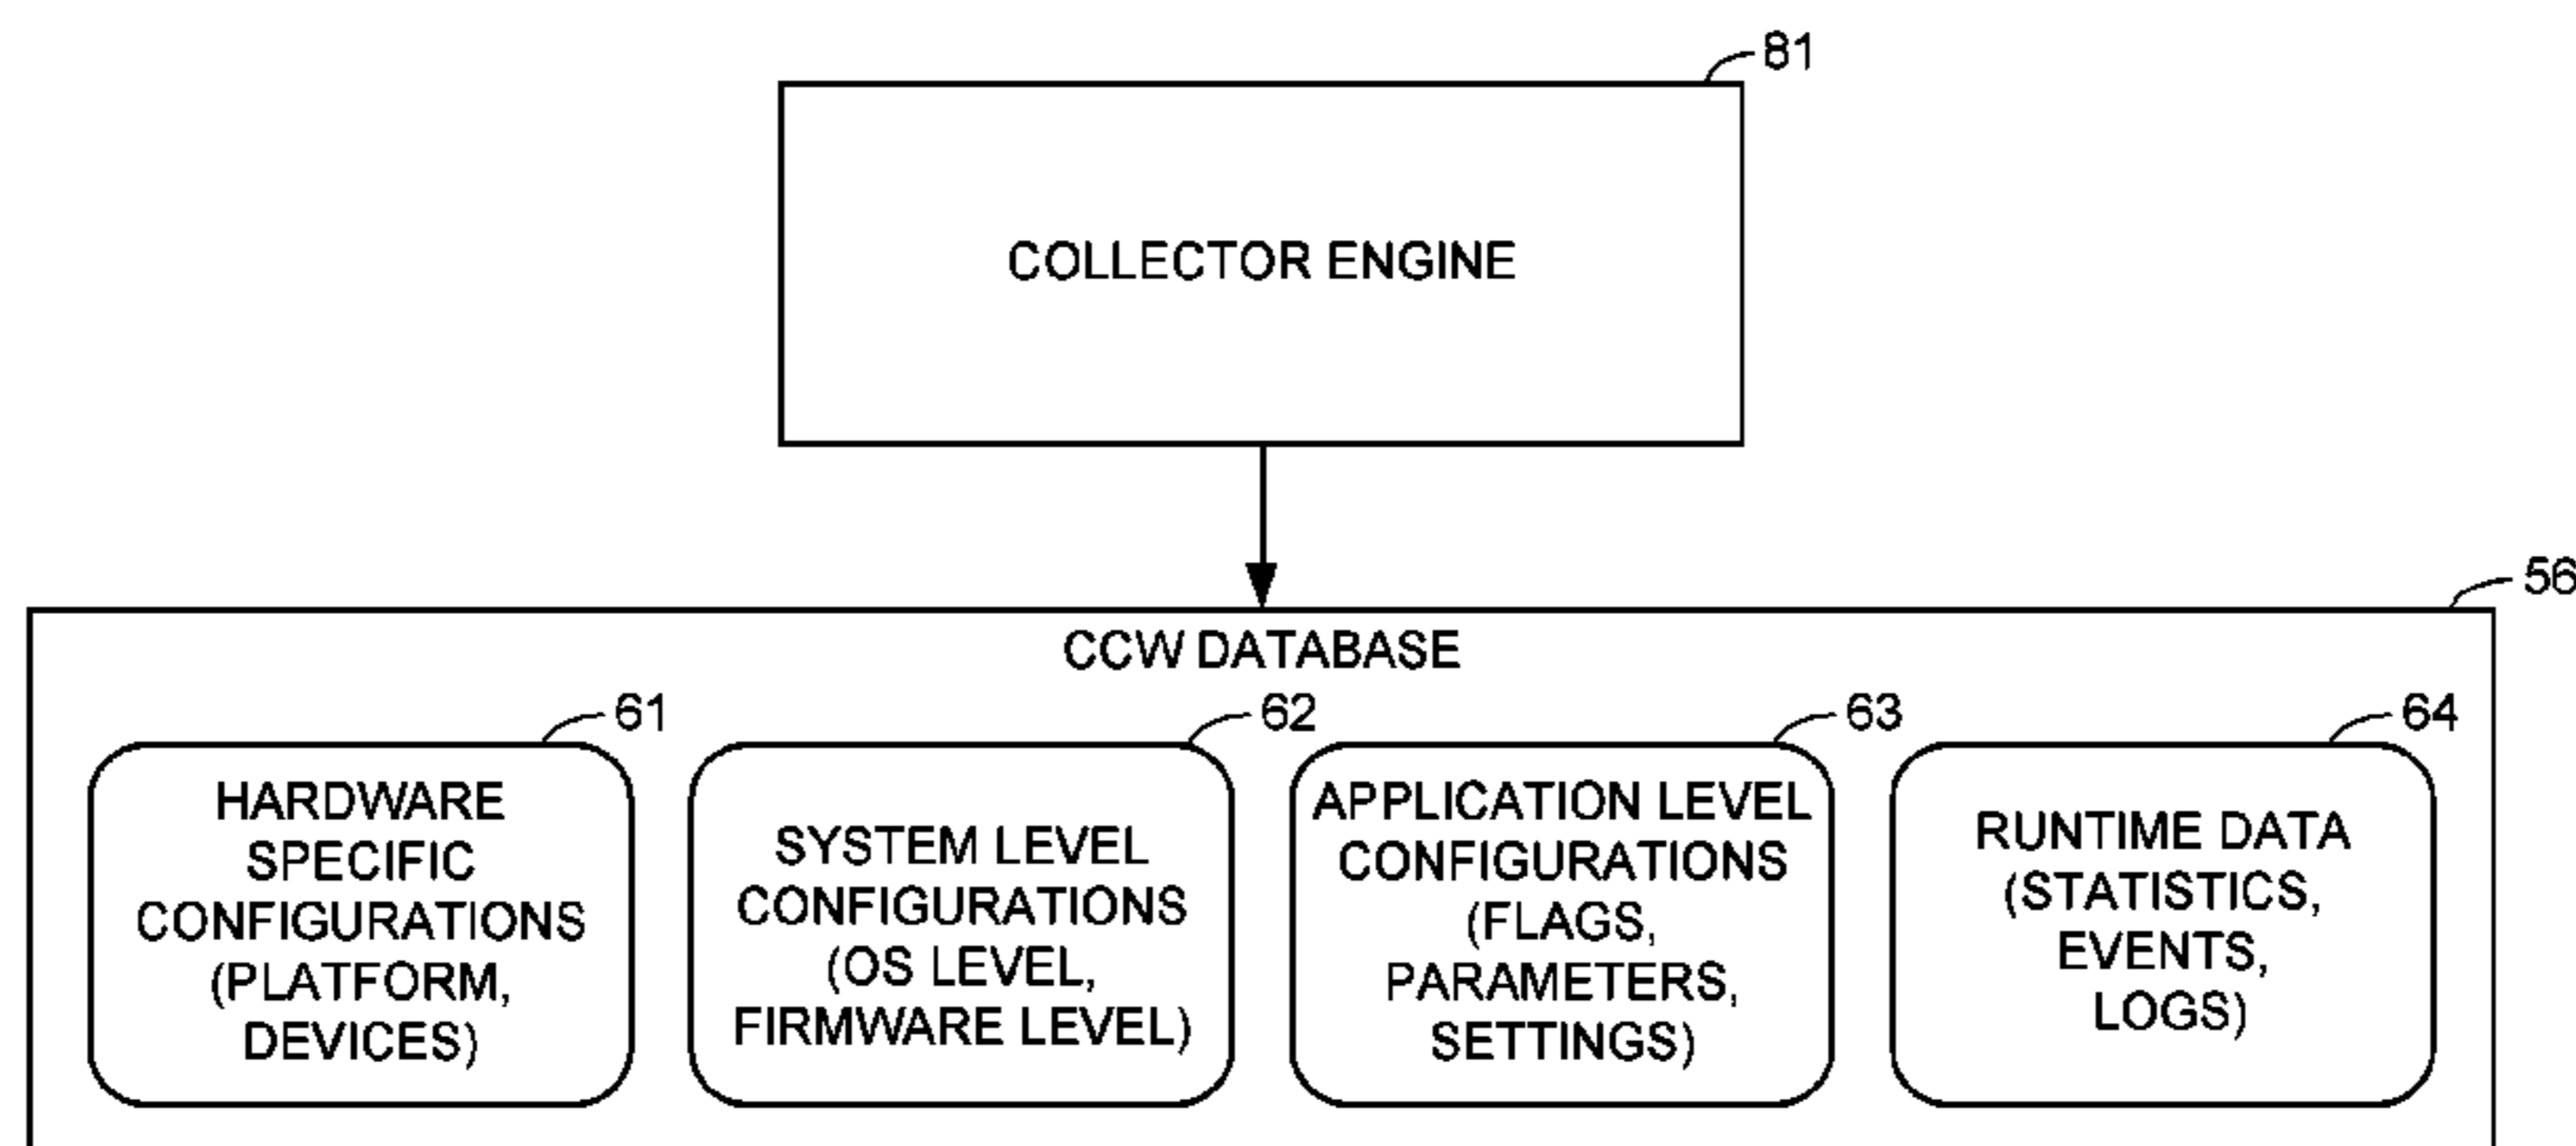 81
COLLECTOR ENGINE
56
CCW DATABASE
61
HARDWARE
SPECIFIC
CONFIGURATIONS
(PLATFORM,
DEVICES)
62
SYSTEM LEVEL
CONFIGURATIONS
(OS LEVEL,
FIRMWARE LEVEL)
63
APPLICATION LEVEL
CONFIGURATIONS
(FLAGS,
PARAMETERS,
SETTINGS)
64
RUNTIME DATA
(STATISTICS,
EVENTS,
LOGS)